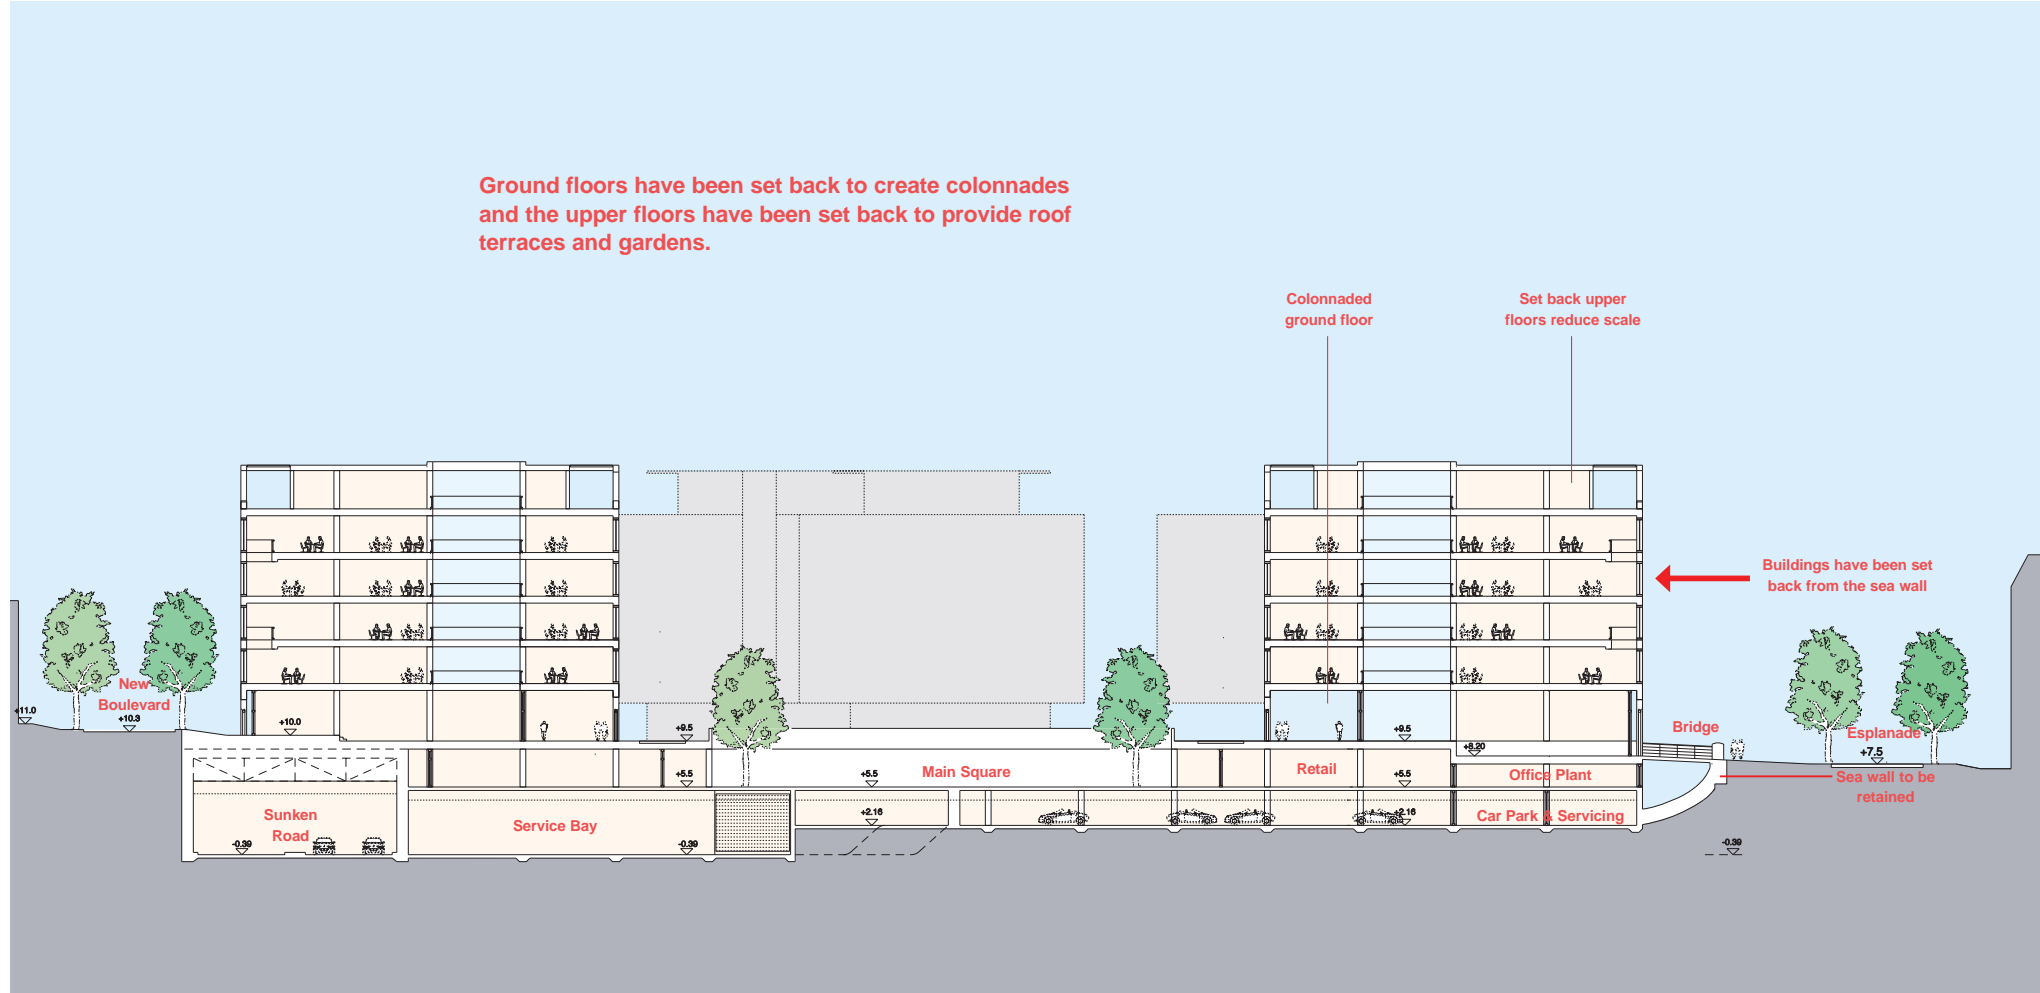 Ground floors have been set back to create colonnades
and the upper floors have been set back to provide roof
terraces and gardens.
Colonnaded
ground floor
Set back upper
floors reduce scale
Buildings have been set
back from the sea wall
New
Boulevard
+11.0
+10.3
+10.0
+9.5
+9.5
+8.20
Bridge
Esplanade
+7.5
Sea wall to be
retained
+5.5
+5.5
Main Square
Retail
+5.5
Office Plant
Sunken
Road
Service Bay
+2.16
+2.16
Car Park & Servicing
-0.39
-0.39
-0.39